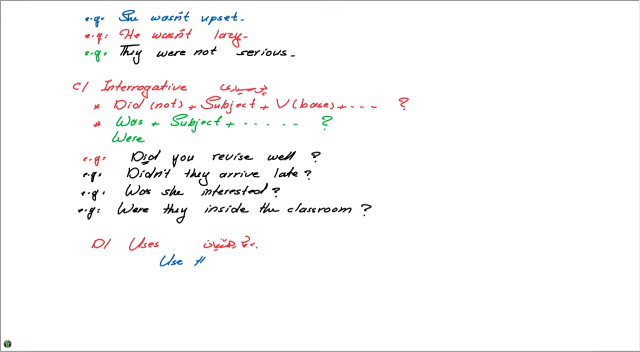 e.g: She wasn't upset.
e.g: He wasn't lazy.
e.g: They were not serious.
C/ Interrogative پرسیاری
* Did (not) + Subject + V (base) + ... ?
* Was + Subject + ..... ?
Were
e.g: Did you revise well ?
e.g: Didn't they arrive late ?
e.g: Was she interested ?
e.g: Were they inside the classroom ?
D/ Uses
Use